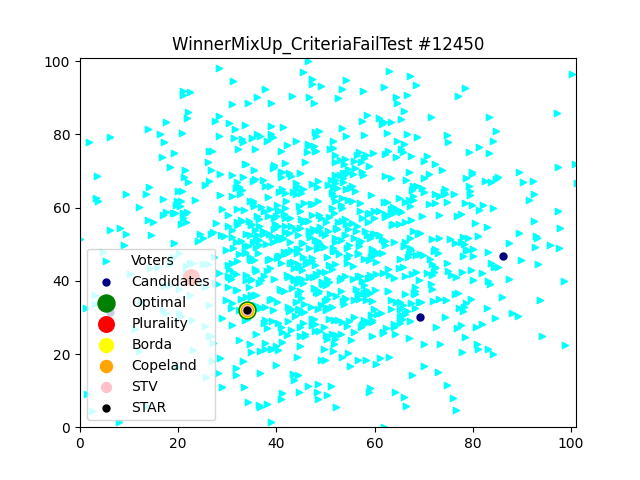 WinnerMixUp_CriteriaFailTest #12450
100
80
60
40
20
0
0
20
40
60
80
100
Voters
Candidates
Optimal
Plurality
Borda
Copeland
STV
STAR